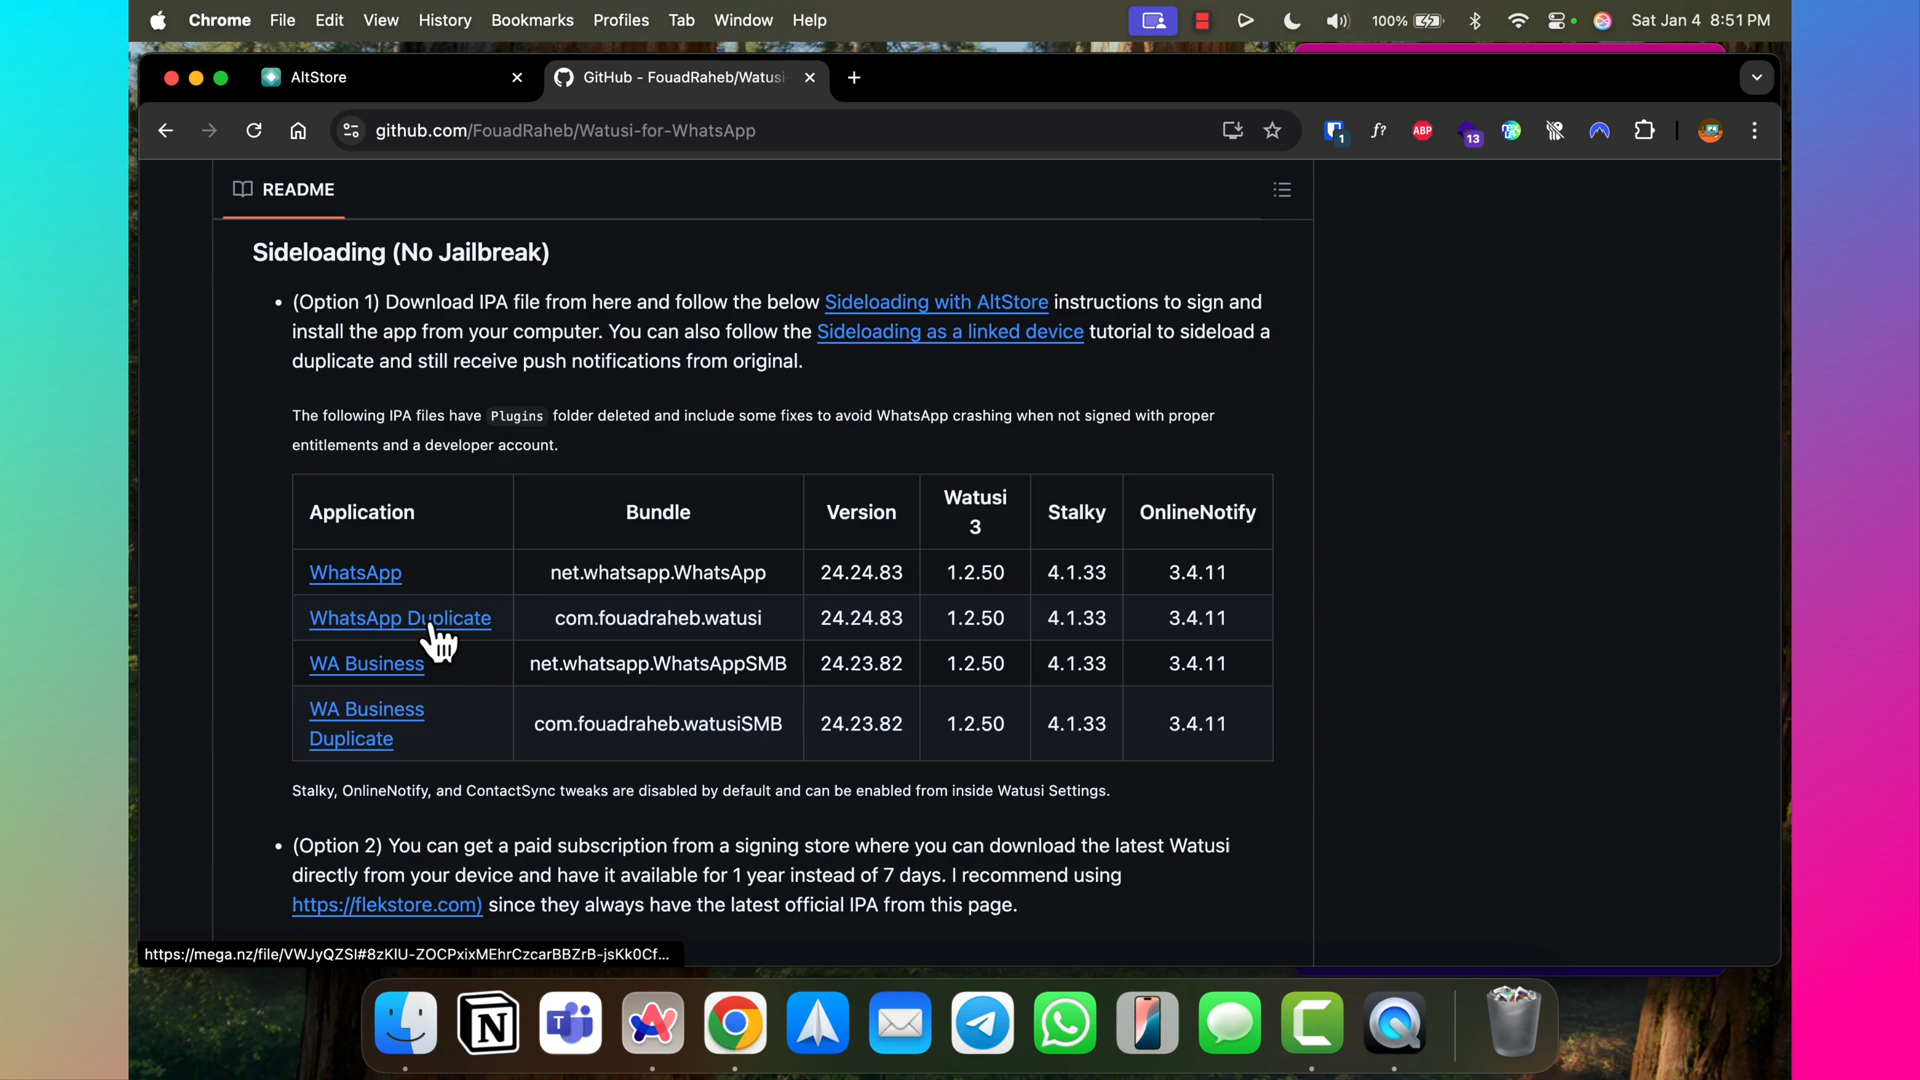 Chrome File Edit View History Bookmarks Profiles Tab Window Help 100% Sat Jan 4 8:51 PM
AltStore GitHub - FouadRaheb/Watusi-
github.com/FouadRaheb/Watusi-for-WhatsApp 1 f? ABP 13
README
Sideloading (No Jailbreak)
• (Option 1) Download IPA file from here and follow the below Sideloading with AltStore instructions to sign and
install the app from your computer. You can also follow the Sideloading as a linked device tutorial to sideload a
duplicate and still receive push notifications from original.
The following IPA files have Plugins folder deleted and include some fixes to avoid WhatsApp crashing when not signed with proper
entitlements and a developer account.
Application Bundle Version Watusi 3 Stalky OnlineNotify
WhatsApp net.whatsapp.WhatsApp 24.24.83 1.2.50 4.1.33 3.4.11
WhatsApp Duplicate com.fouadraheb.watusi 24.24.83 1.2.50 4.1.33 3.4.11
WA Business net.whatsapp.WhatsAppSMB 24.23.82 1.2.50 4.1.33 3.4.11
WA Business Duplicate com.fouadraheb.watusiSMB 24.23.82 1.2.50 4.1.33 3.4.11
Stalky, OnlineNotify, and ContactSync tweaks are disabled by default and can be enabled from inside Watusi Settings.
• (Option 2) You can get a paid subscription from a signing store where you can download the latest Watusi
directly from your device and have it available for 1 year instead of 7 days. I recommend using
https://flekstore.com) since they always have the latest official IPA from this page.
https://mega.nz/file/VWJyQZSI#8zKlU-ZOCPxixMEhrCzcarBBZrB-jsKk0Cf...